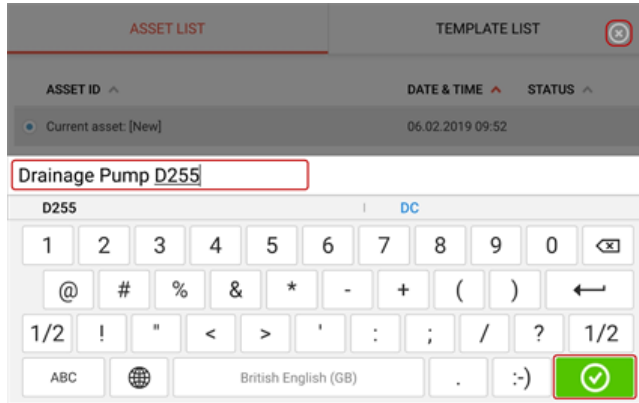 ASSET LIST TEMPLATE LIST
ASSET ID DATE & TIME STATUS
Current asset: [New] 06.02.2019 09:52
Drainage Pump D255
D255 DC
1 2 3 4 5 6 7 8 9 0
@ # % & * - + ( )
1/2 ! " < > ' : ; / ? 1/2
ABC British English (GB) . :-)